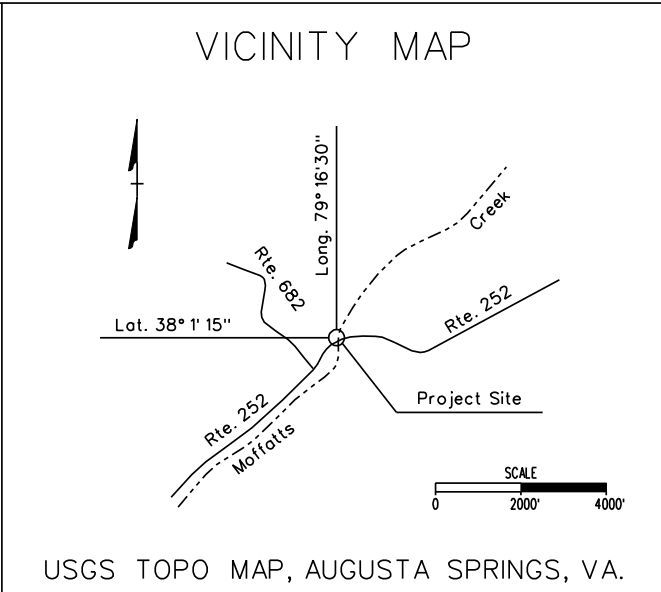 VICINITY MAP
Long. 79° 16'30"
Creek
Rte. 682
Rte. 252
Lat. 38° 1' 15"
Project Site
Rte. 252
Moffatts
SCALE
0 2000' 4000'
USGS TOPO MAP, AUGUSTA SPRINGS, VA.